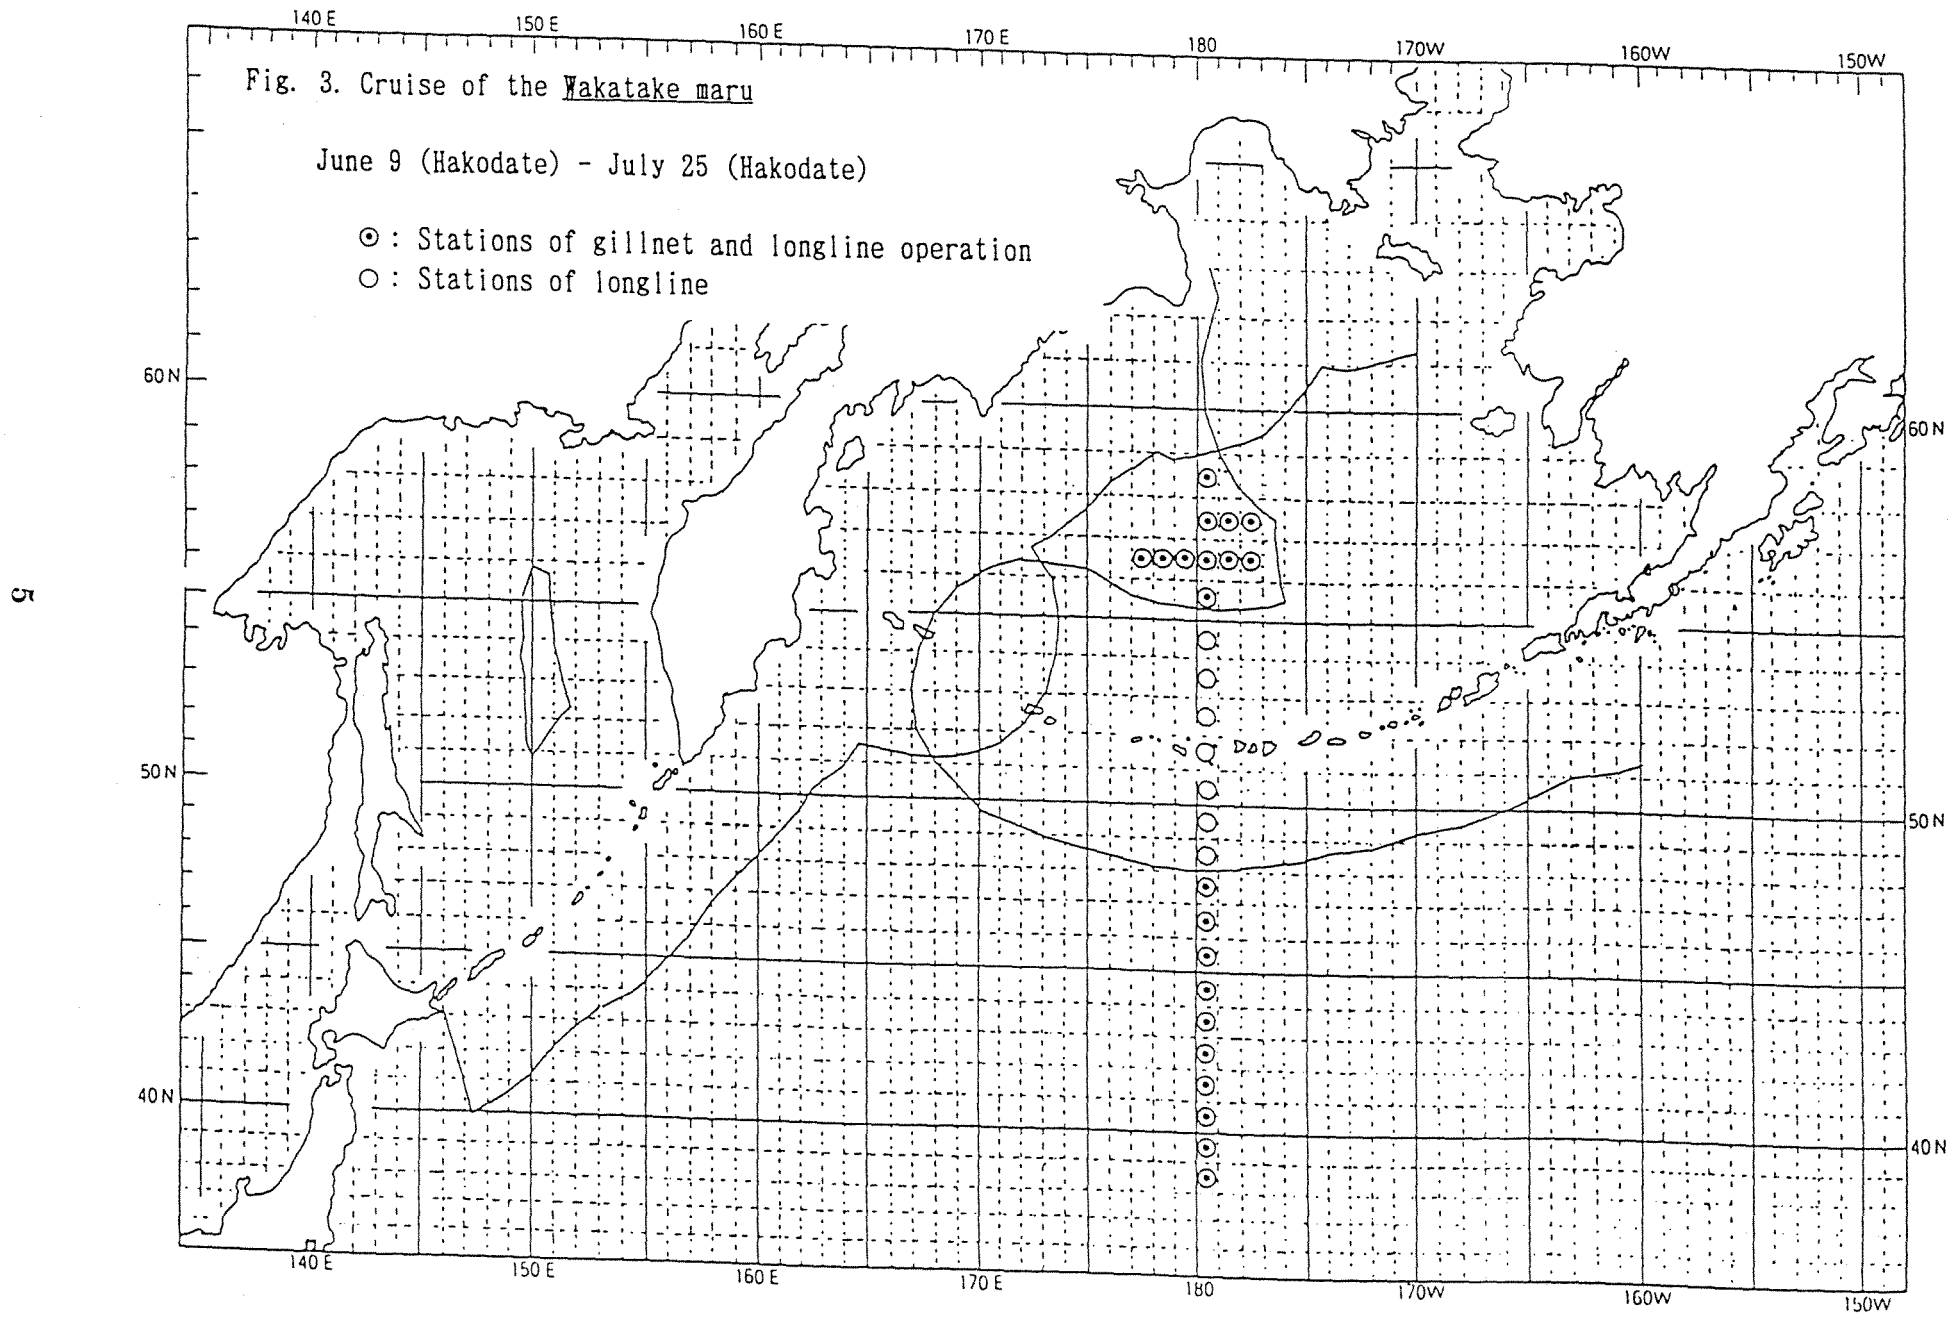 140 E 150 E 160 E 170 E 180 170W 160W 150W
Fig. 3. Cruise of the Wakatake maru
June 9 (Hakodate) - July 25 (Hakodate)
: Stations of gillnet and longline operation
: Stations of longline
60 N
60 N
5
50 N
50 N
40 N
40 N
140 E 150 E 160 E 170 E 180 170W 160W 150W